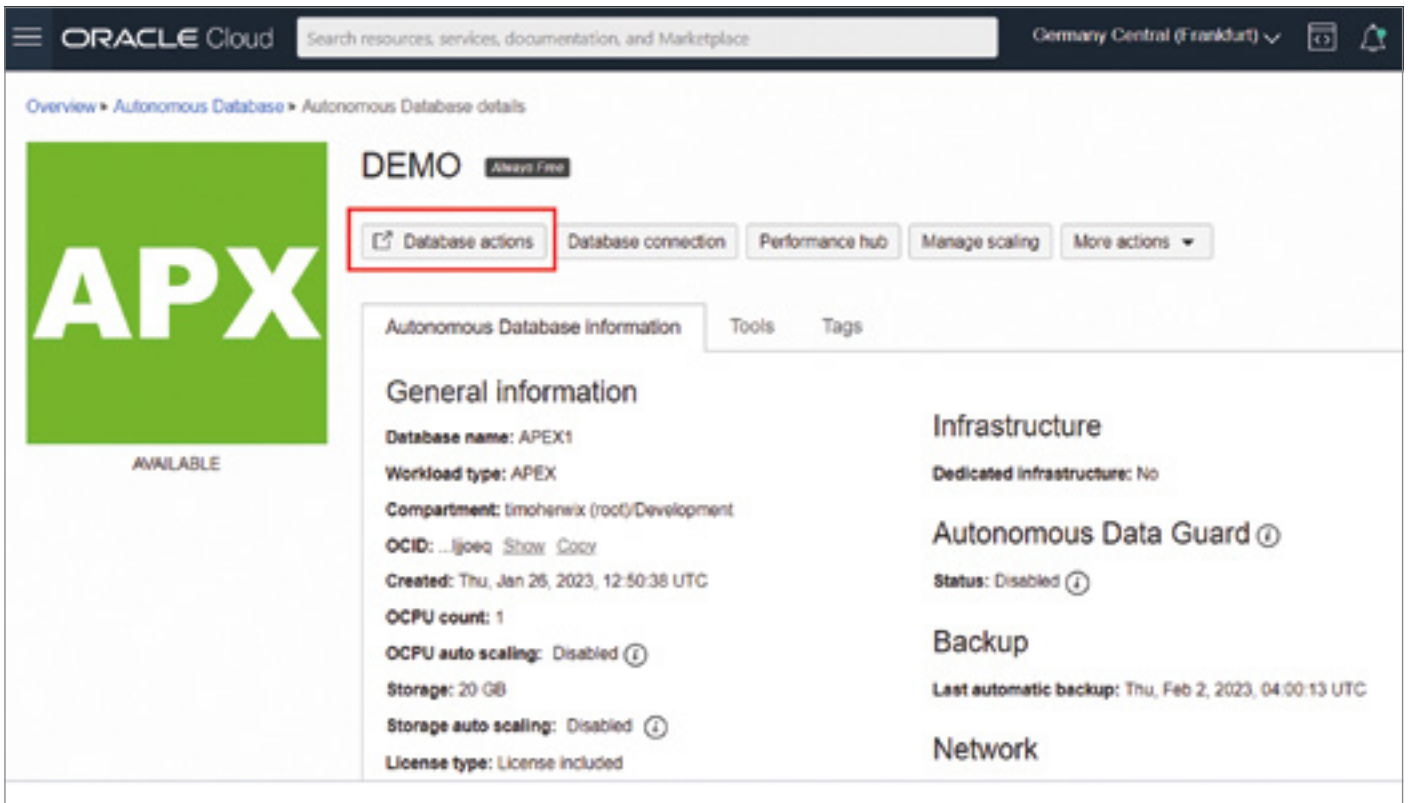 ORACLE Cloud
Search resources, services, documentation, and Marketplace
Germany Central (Frankfurt)
Overview ▸ Autonomous Database ▸ Autonomous Database details
APX
AVAILABLE
DEMO
Always Free
Database actions
Database connection
Performance hub
Manage scaling
More actions
Autonomous Database information
Tools
Tags
General information
Database name: APEX1
Workload type: APEX
Compartment: timoherwix (root)/Development
OCID: ...ljoeq Show Copy
Created: Thu, Jan 26, 2023, 12:50:38 UTC
OCPU count: 1
OCPU auto scaling: Disabled
Storage: 20 GB
Storage auto scaling: Disabled
License type: License included
Infrastructure
Dedicated infrastructure: No
Autonomous Data Guard
Status: Disabled
Backup
Last automatic backup: Thu, Feb 2, 2023, 04:00:13 UTC
Network